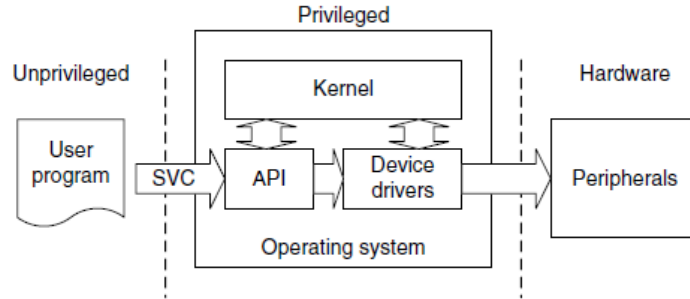 Privileged
Unprivileged
Hardware
Kernel
User
program
SVC
API
Device
drivers
Peripherals
Operating system